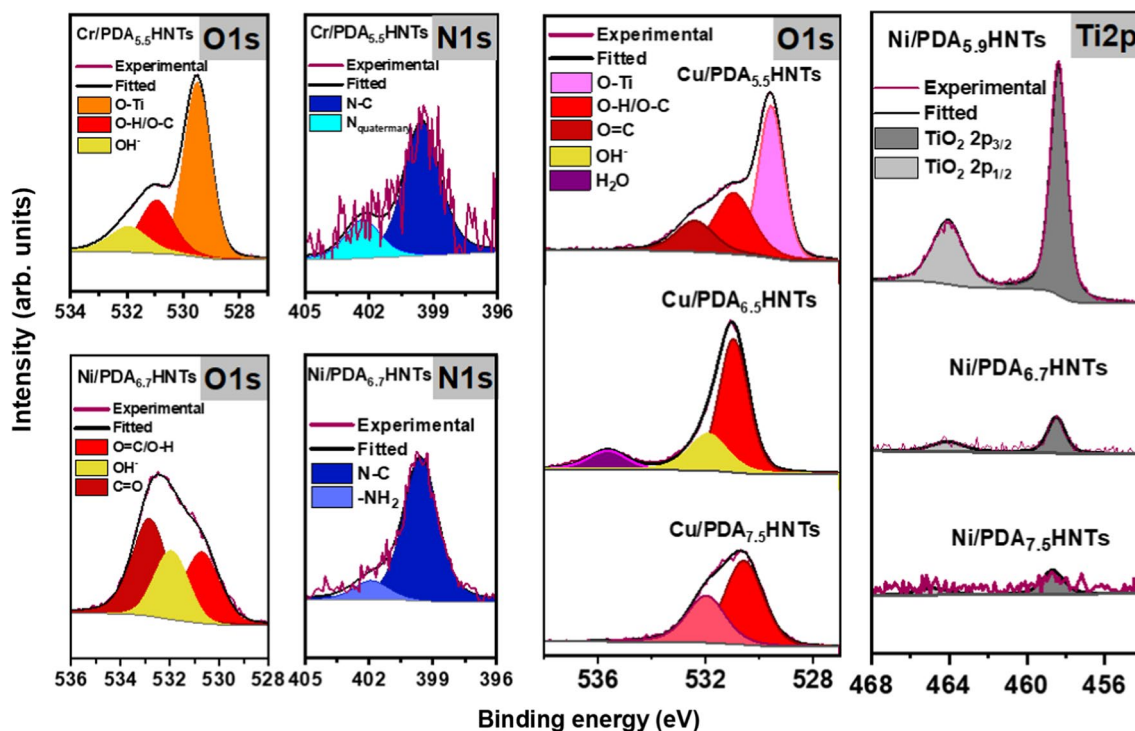 Intensity (arb. units)
Cr/PDA5.5HNTs
O1s
Experimental
Fitted
O-Ti
O-H/O-C
OH-
534 532 530 528
Cr/PDA5.5HNTs
N1s
Experimental
Fitted
N-C
Nquatermary
405 402 399 396
Ni/PDA6.7HNTs
O1s
Experimental
Fitted
O=C/O-H
OH-
C=O
536 534 532 530 528
Ni/PDA6.7HNTs
N1s
Experimental
Fitted
N-C
-NH2
405 402 399 396
O1s
Experimental
Fitted
Cu/PDA5.5HNTs
O-Ti
O-H/O-C
O=C
OH-
H2O
Cu/PDA6.5HNTs
Cu/PDA7.5HNTs
536 532 528
Ti2p
Ni/PDA5.9HNTs
Experimental
Fitted
TiO2 2p3/2
TiO2 2p1/2
Ni/PDA6.7HNTs
Ni/PDA7.5HNTs
468 464 460 456
Binding energy (eV)